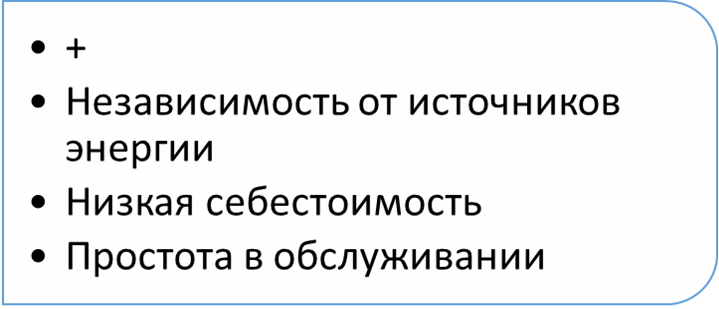 • +
• Независимость от источников
энергии
• Низкая себестоимость
• Простота в обслуживании